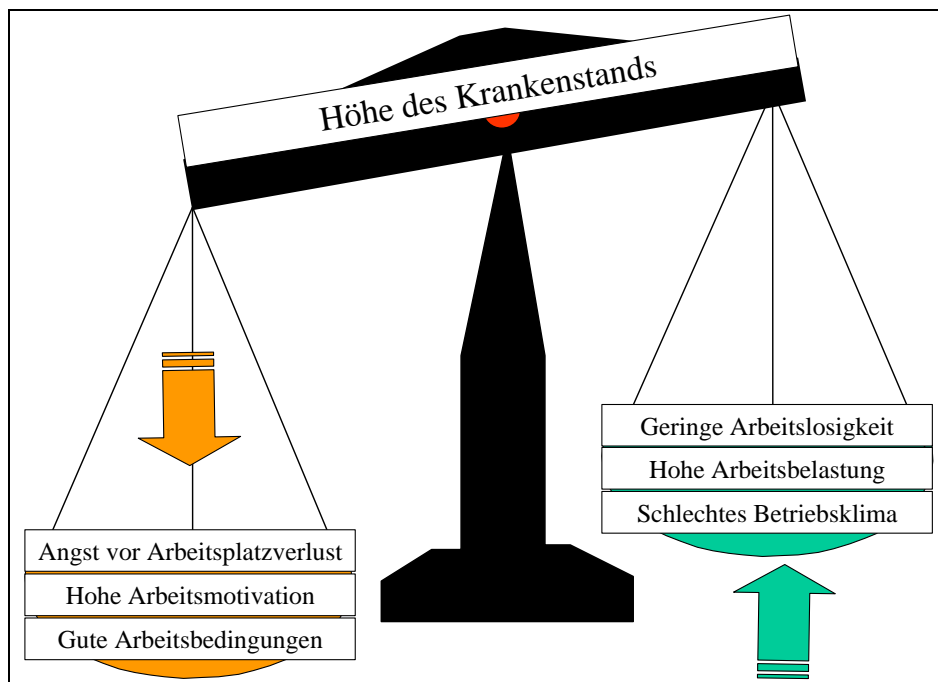 Höhe des Krankenstands
Geringe Arbeitslosigkeit
Hohe Arbeitsbelastung
Schlechtes Betriebsklima
Angst vor Arbeitsplatzverlust
Hohe Arbeitsmotivation
Gute Arbeitsbedingungen